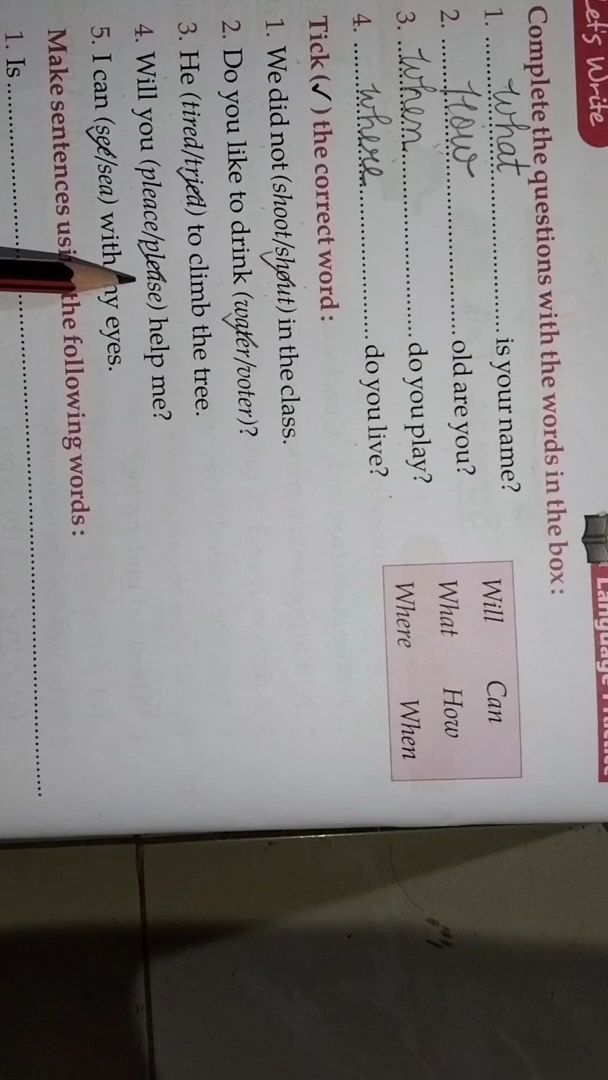 Let's Write
Language Practice
Complete the questions with the words in the box:
1. What is your name?
2. How old are you?
3. When do you play?
4. Where do you live?
Will Can
What How
Where When
Tick (✓) the correct word:
1. We did not (shoot/shout) in the class.
2. Do you like to drink (water/voter)?
3. He (tired/tried) to climb the tree.
4. Will you (pleace/please) help me?
5. I can (see/sea) with my eyes.
Make sentences using the following words:
1. Is